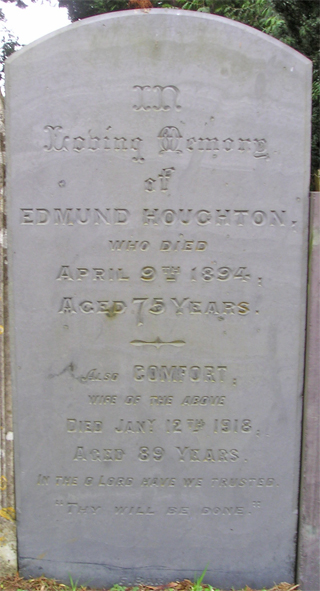 In
Loving Memory
of
EDMUND HOUGHTON,
WHO DIED
APRIL 9TH 1894,
AGED 75 YEARS.
ALSO COMFORT,
WIFE OF THE ABOVE
DIED JANY 12TH 1918,
AGED 89 YEARS.
IN THE O LORD HAVE WE TRUSTED.
"THY WILL BE DONE."